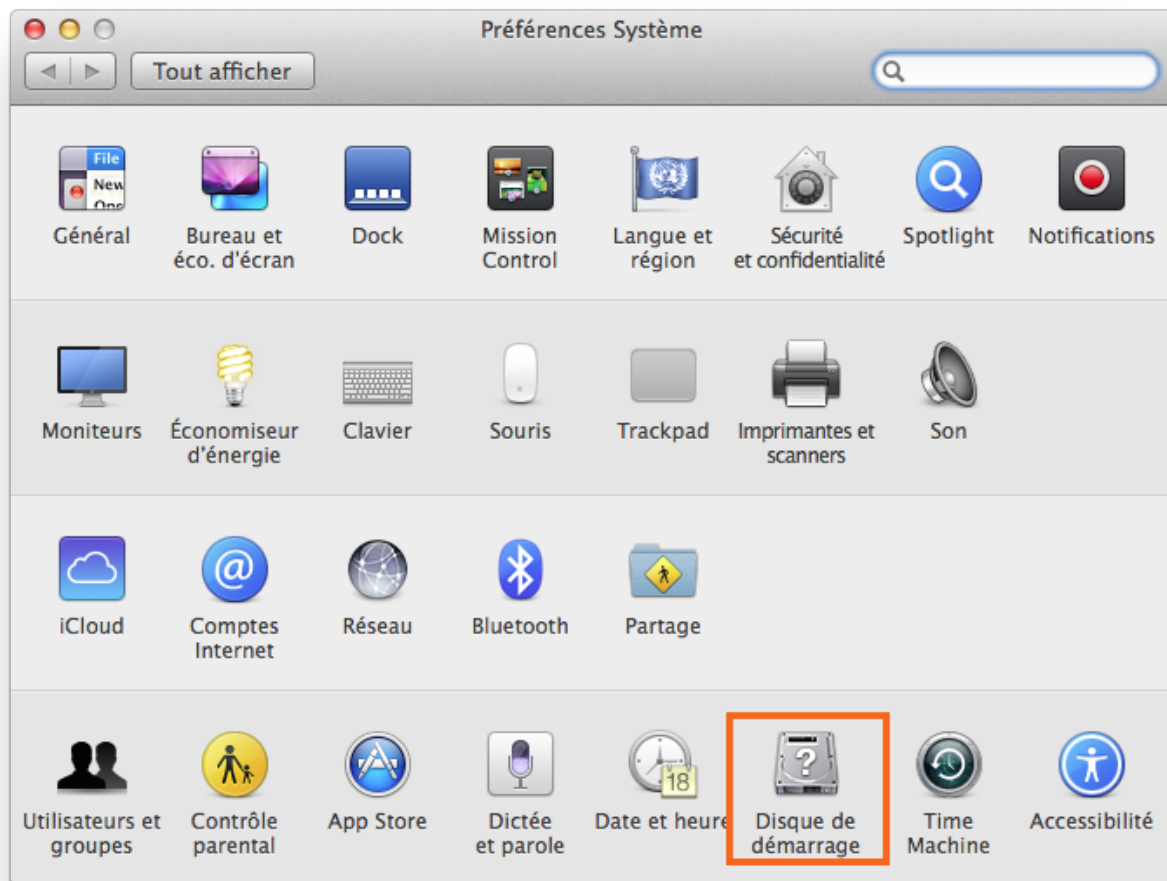 Préférences Système
Tout afficher
File
New
Général
Bureau et
éco. d'écran
Dock
Mission
Control
Langue et
région
Sécurité
et confidentialité
Spotlight
Notifications
Moniteurs
Économiseur
d'énergie
Clavier
Souris
Trackpad
Imprimantes et
scanners
Son
iCloud
@
Comptes
Internet
Réseau
Bluetooth
Partage
Utilisateurs et
groupes
Contrôle
parental
App Store
Dictée
et parole
18
Date et heure
?
Disque de
démarrage
Time
Machine
Accessibilité